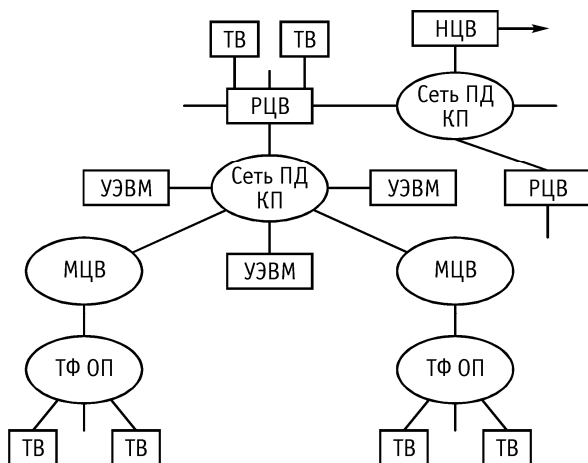 НЦВ
ТВ
ТВ
РЦВ
Сеть ПД
КП
Сеть ПД
КП
УЭВМ
УЭВМ
РЦВ
УЭВМ
МЦВ
МЦВ
ТФ ОП
ТФ ОП
ТВ
ТВ
ТВ
ТВ